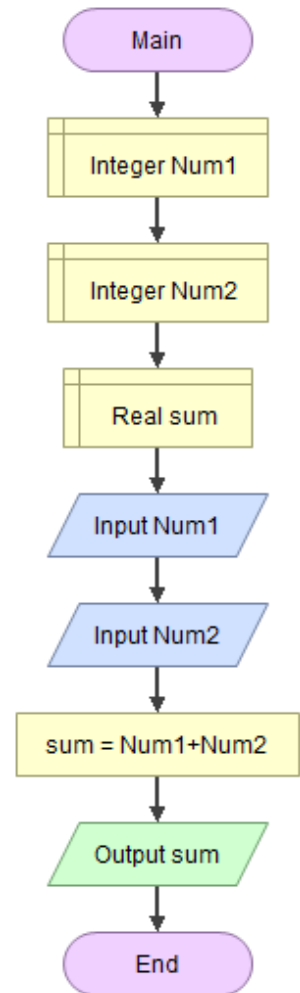 Main
Integer Num1
Integer Num2
Real sum
Input Num1
Input Num2
sum = Num1+Num2
Output sum
End